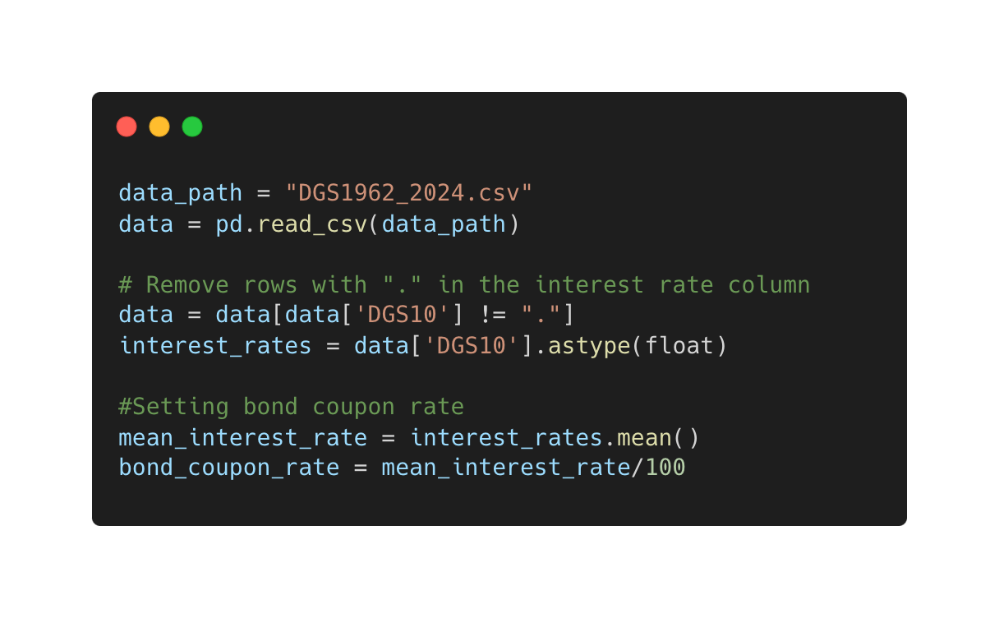 data_path = "DGS1962_2024.csv"
data = pd.read_csv(data_path)
# Remove rows with "." in the interest rate column
data = data[data['DGS10'] != "."]
interest_rates = data['DGS10'].astype(float)
#Setting bond coupon rate
mean_interest_rate = interest_rates.mean()
bond_coupon_rate = mean_interest_rate/100